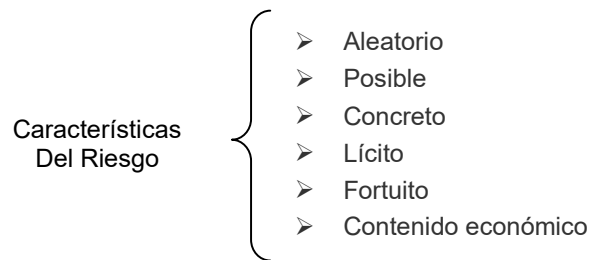 Características
Del Riesgo
➢ Aleatorio
➢ Posible
➢ Concreto
➢ Lícito
➢ Fortuito
➢ Contenido económico